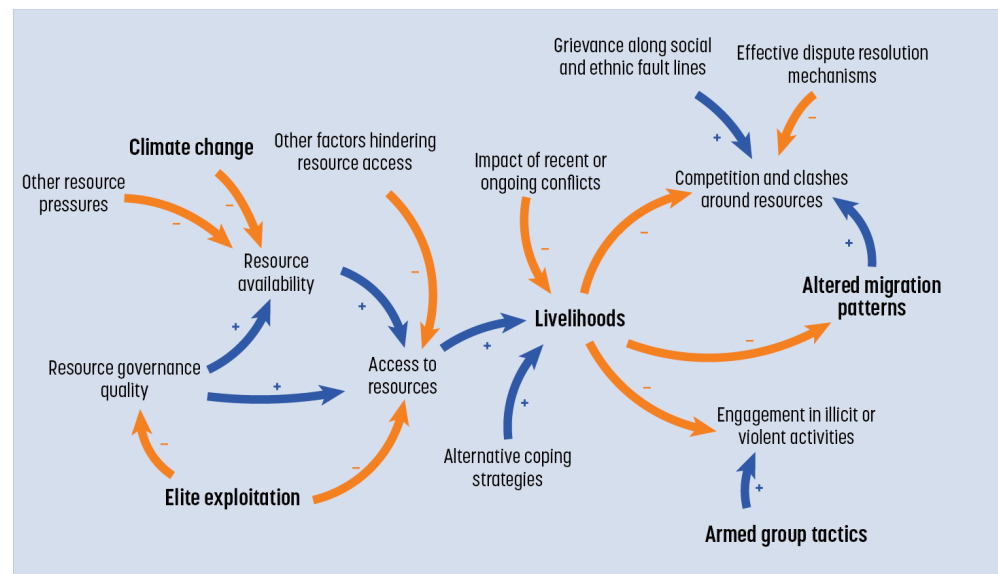 Grievance along social
and ethnic fault lines
Effective dispute resolution
mechanisms
+
−
Climate change
Other factors hindering
resource access
Impact of recent or
ongoing conflicts
Competition and clashes
around resources
Other resource
pressures
−
−
−
−
−
+
Resource
availability
+
Altered migration
patterns
Livelihoods
+
+
−
Resource governance
quality
+
Access to
resources
−
+
Engagement in illicit or
violent activities
−
−
Alternative coping
strategies
+
Elite exploitation
Armed group tactics